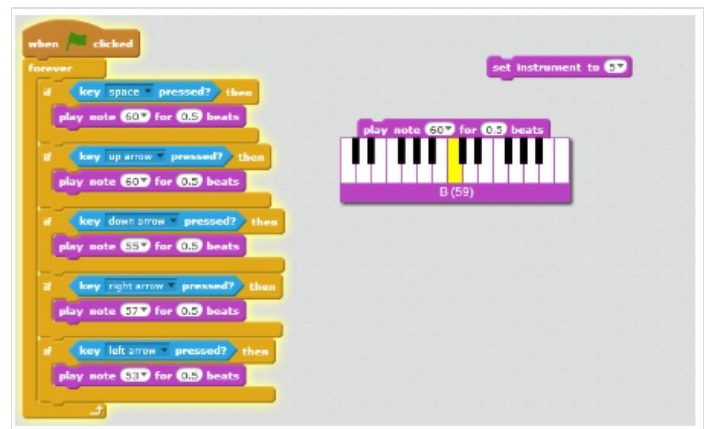 when clicked
forever
if key space pressed? then
play note 60 for 0.5 beats
if key up arrow pressed? then
play note 60 for 0.5 beats
if key down arrow pressed? then
play note 55 for 0.5 beats
if key right arrow pressed? then
play note 57 for 0.5 beats
if key left arrow pressed? then
play note 53 for 0.5 beats
set instrument to 5
play note 60 for 0.5 beats
B (59)